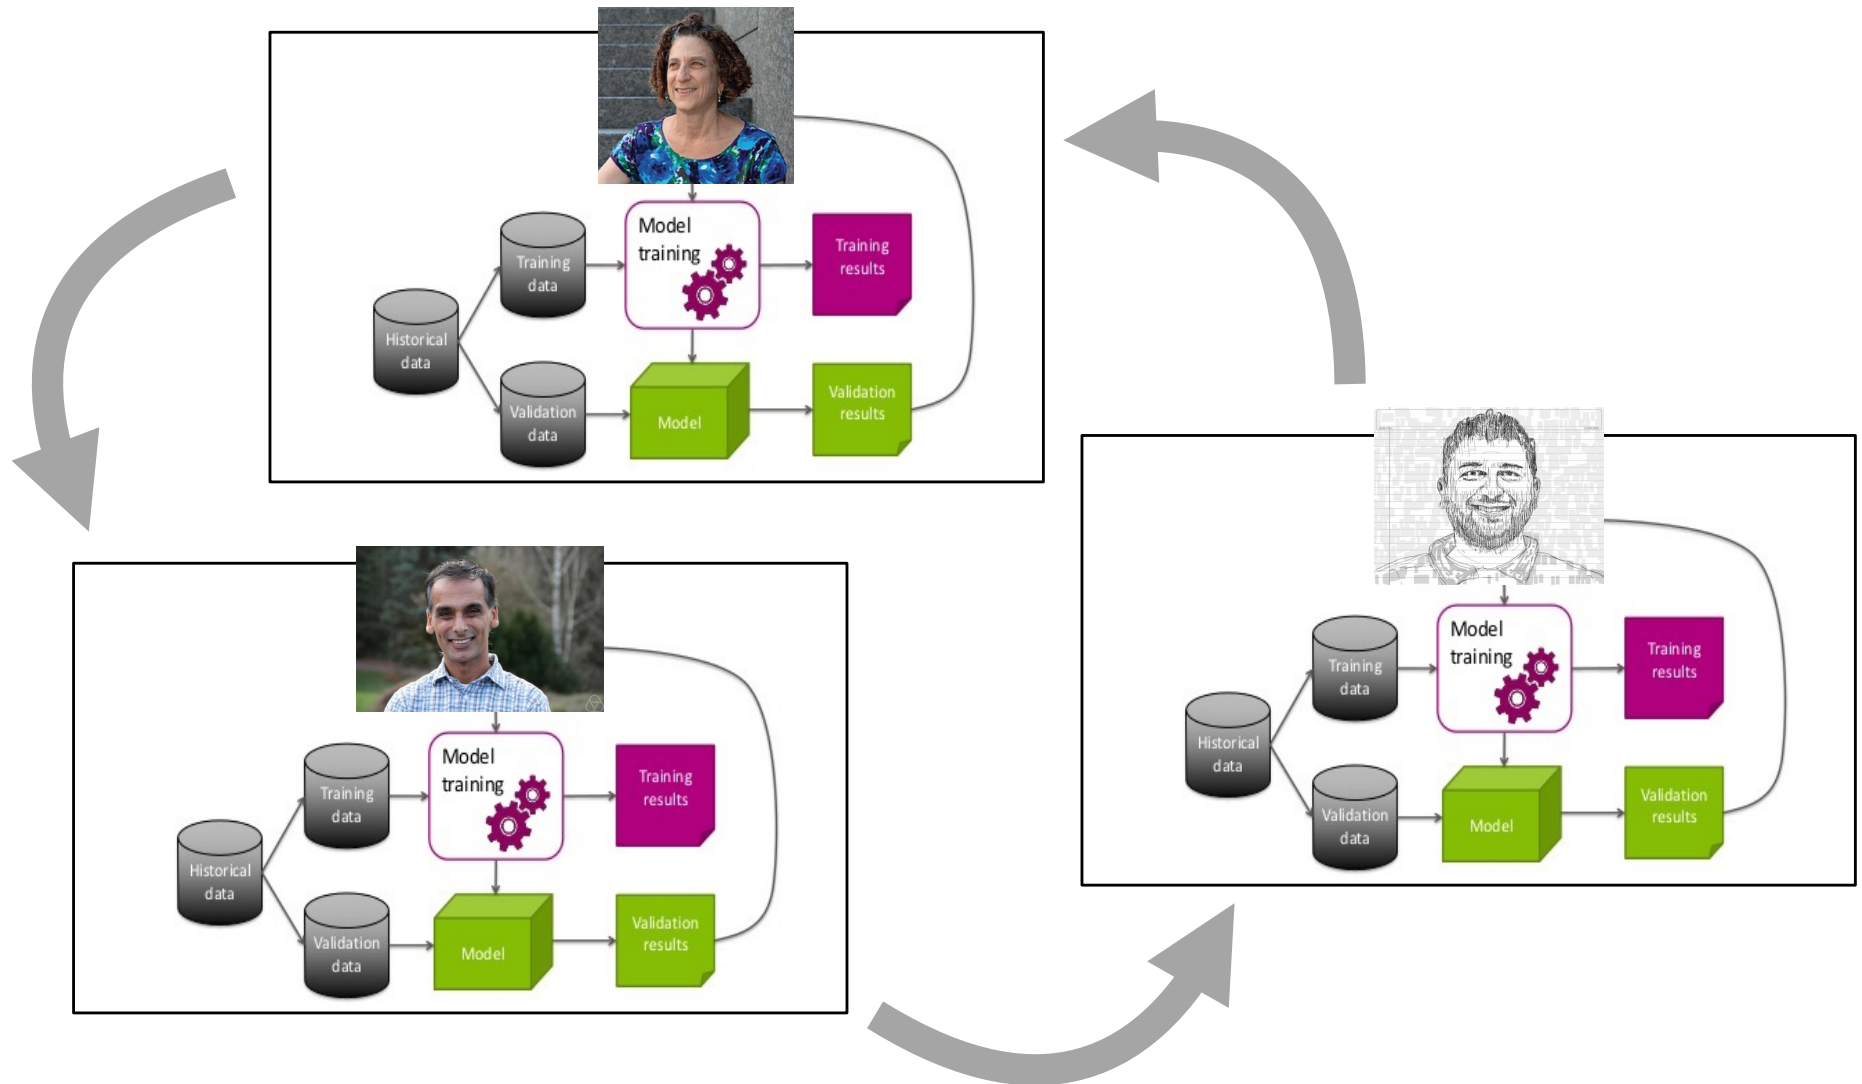 Model
training
Training
results
Training
data
Historical
data
Validation
data
Model
Validation
results
Model
training
Training
results
Training
data
Historical
data
Validation
data
Model
Validation
results
Model
training
Training
results
Training
data
Historical
data
Validation
data
Model
Validation
results